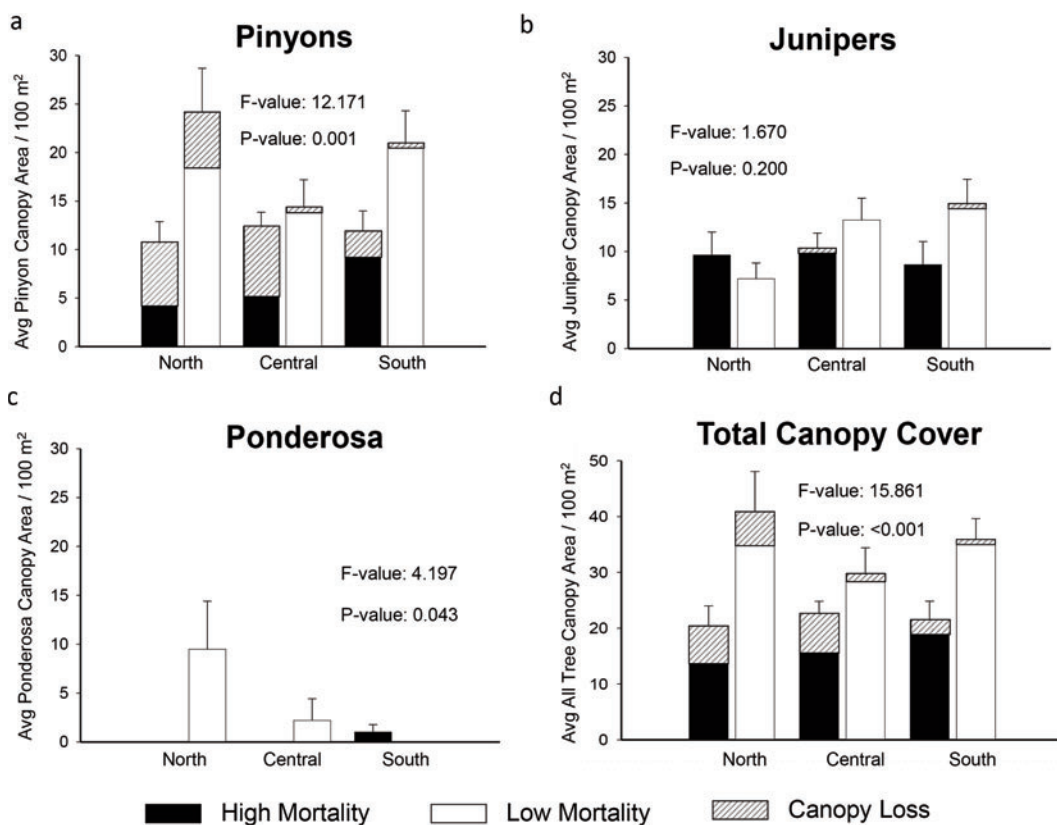 a
Pinyons
Avg Pinyon Canopy Area / 100 m²
30
25
20
15
10
5
0
F-value: 12.171
P-value: 0.001
North Central South
b
Junipers
Avg Juniper Canopy Area / 100 m²
30
25
20
15
10
5
0
F-value: 1.670
P-value: 0.200
North Central South
c
Ponderosa
Avg Ponderosa Canopy Area / 100 m²
30
25
20
15
10
5
0
F-value: 4.197
P-value: 0.043
North Central South
d
Total Canopy Cover
Avg All Tree Canopy Area / 100 m²
50
40
30
20
10
0
F-value: 15.861
P-value: <0.001
North Central South
High Mortality Low Mortality Canopy Loss